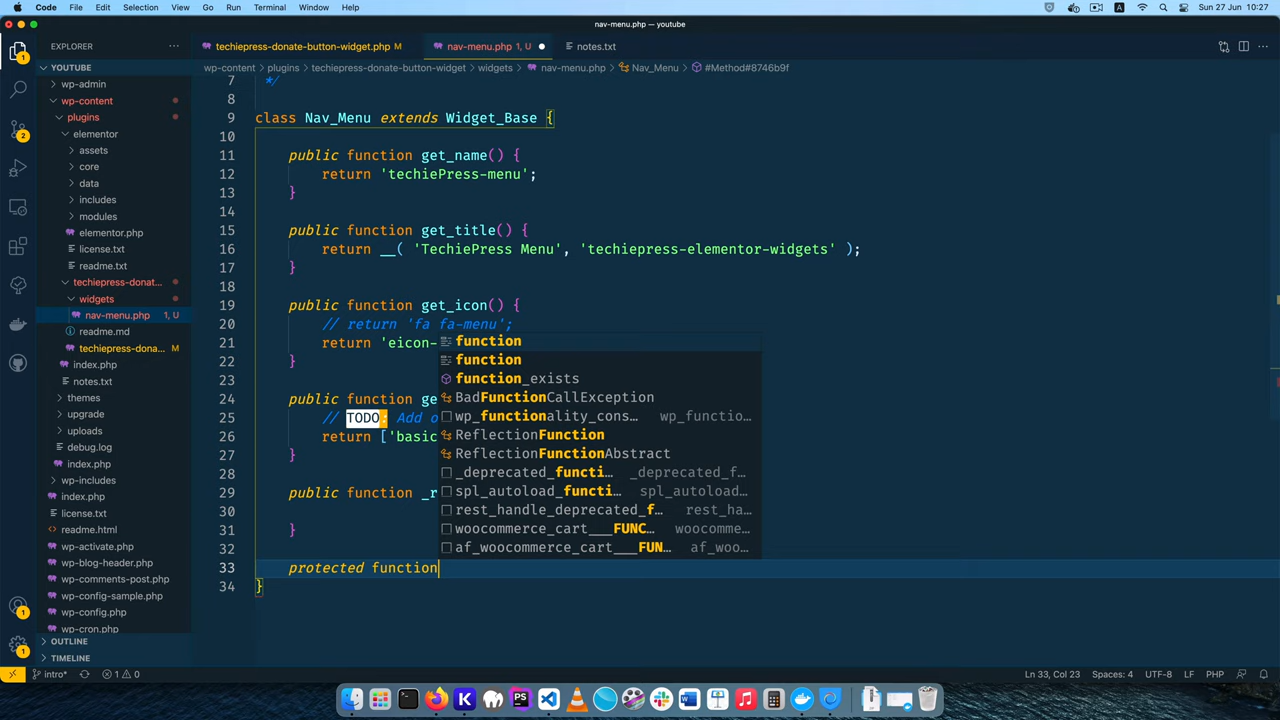 Code File Edit Selection View Go Run Terminal Window Help Sun 27 Jun 10:27
nav-menu.php — youtube
EXPLORER
techiepress-donate-button-widget.php M
nav-menu.php 1, U
notes.txt
YOUTUBE
wp-content > plugins > techiepress-donate-button-widget > widgets > nav-menu.php > Nav_Menu > #Method#8746b9f
wp-admin
wp-content
plugins
elementor
assets
core
data
includes
modules
elementor.php
license.txt
readme.txt
techiepress-donat...
widgets
nav-menu.php 1, U
readme.md
techiepress-dona... M
index.php
notes.txt
themes
upgrade
uploads
debug.log
index.php
wp-includes
index.php
license.txt
readme.html
wp-activate.php
wp-blog-header.php
wp-comments-post.php
wp-config-sample.php
wp-config.php
wp-cron.php
OUTLINE
TIMELINE
7 */
8
9 class Nav_Menu extends Widget_Base {
10
11 public function get_name() {
12 return 'techiePress-menu';
13 }
14
15 public function get_title() {
16 return __( 'TechiePress Menu', 'techiepress-elementor-widgets' );
17 }
18
19 public function get_icon() {
20 // return 'fa fa-menu';
21 return 'eicon-
22 }
23
24 public function ge
25 // TODO: Add o
26 return ['basic
27 }
28
29 public function _r
30
31 }
32
33 protected function
34 }
function
function
function_exists
BadFunctionCallException
wp_functionality_cons... wp_functio...
ReflectionFunction
ReflectionFunctionAbstract
_deprecated_functi... _deprecated_f...
spl_autoload_functi... spl_autoload...
rest_handle_deprecated_f... rest_ha...
woocommerce_cart___FUNC... woocomme...
af_woocommerce_cart___FUN... af_woo...
intro* 1 0 Ln 33, Col 23 Spaces: 4 UTF-8 LF PHP